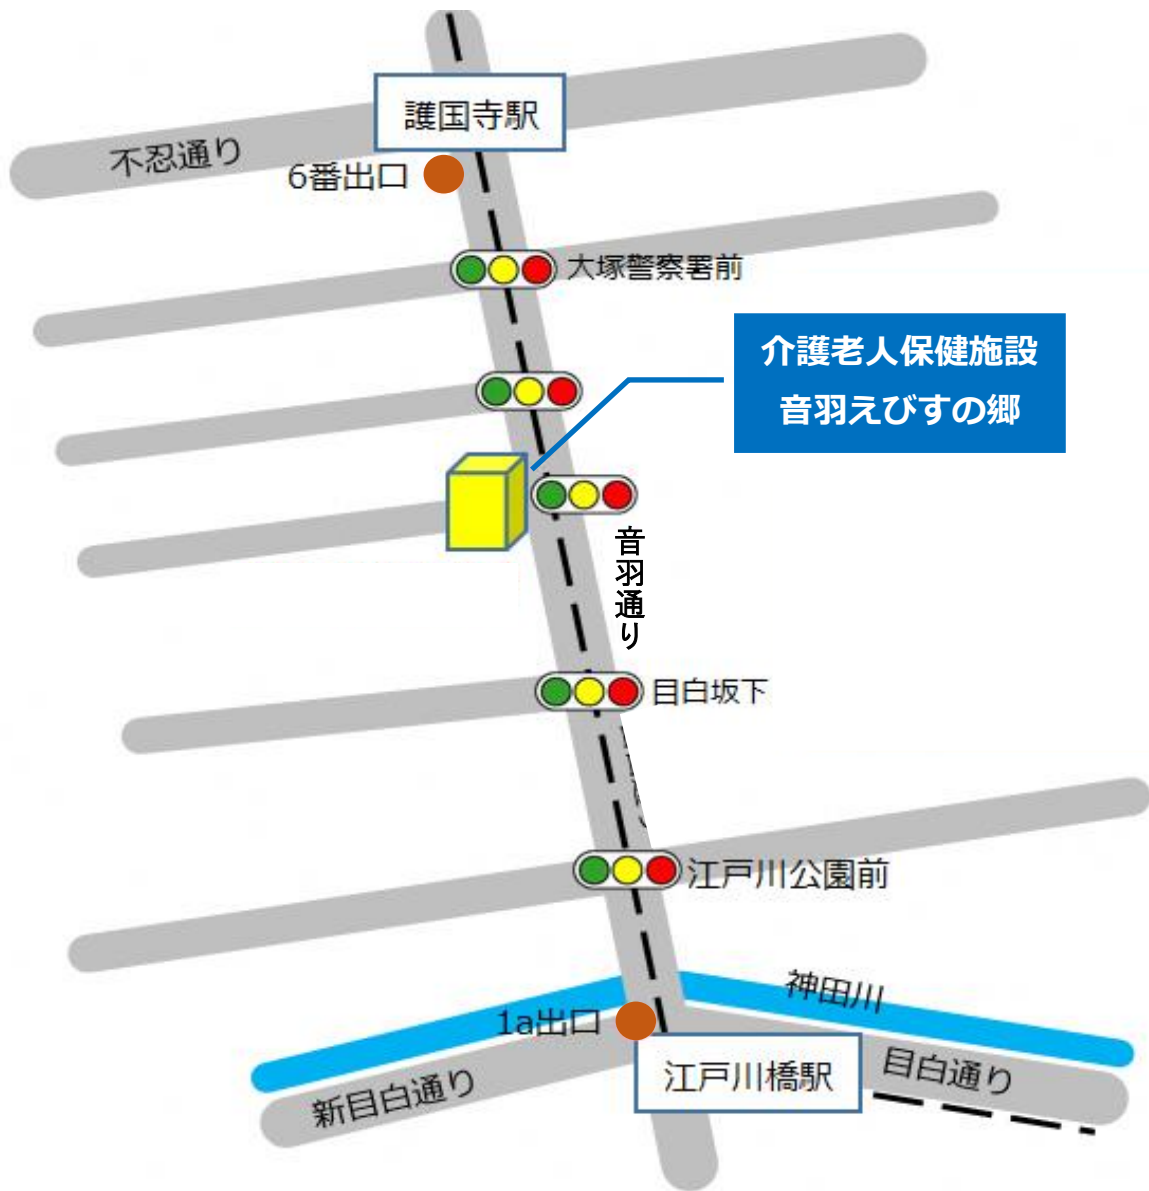 護国寺駅
不忍通り
6番出口
大塚警察署前
介護老人保健施設
音羽えびすの郷
音羽通り
目白坂下
江戸川公園前
神田川
1a出口
江戸川橋駅
目白通り
新目白通り